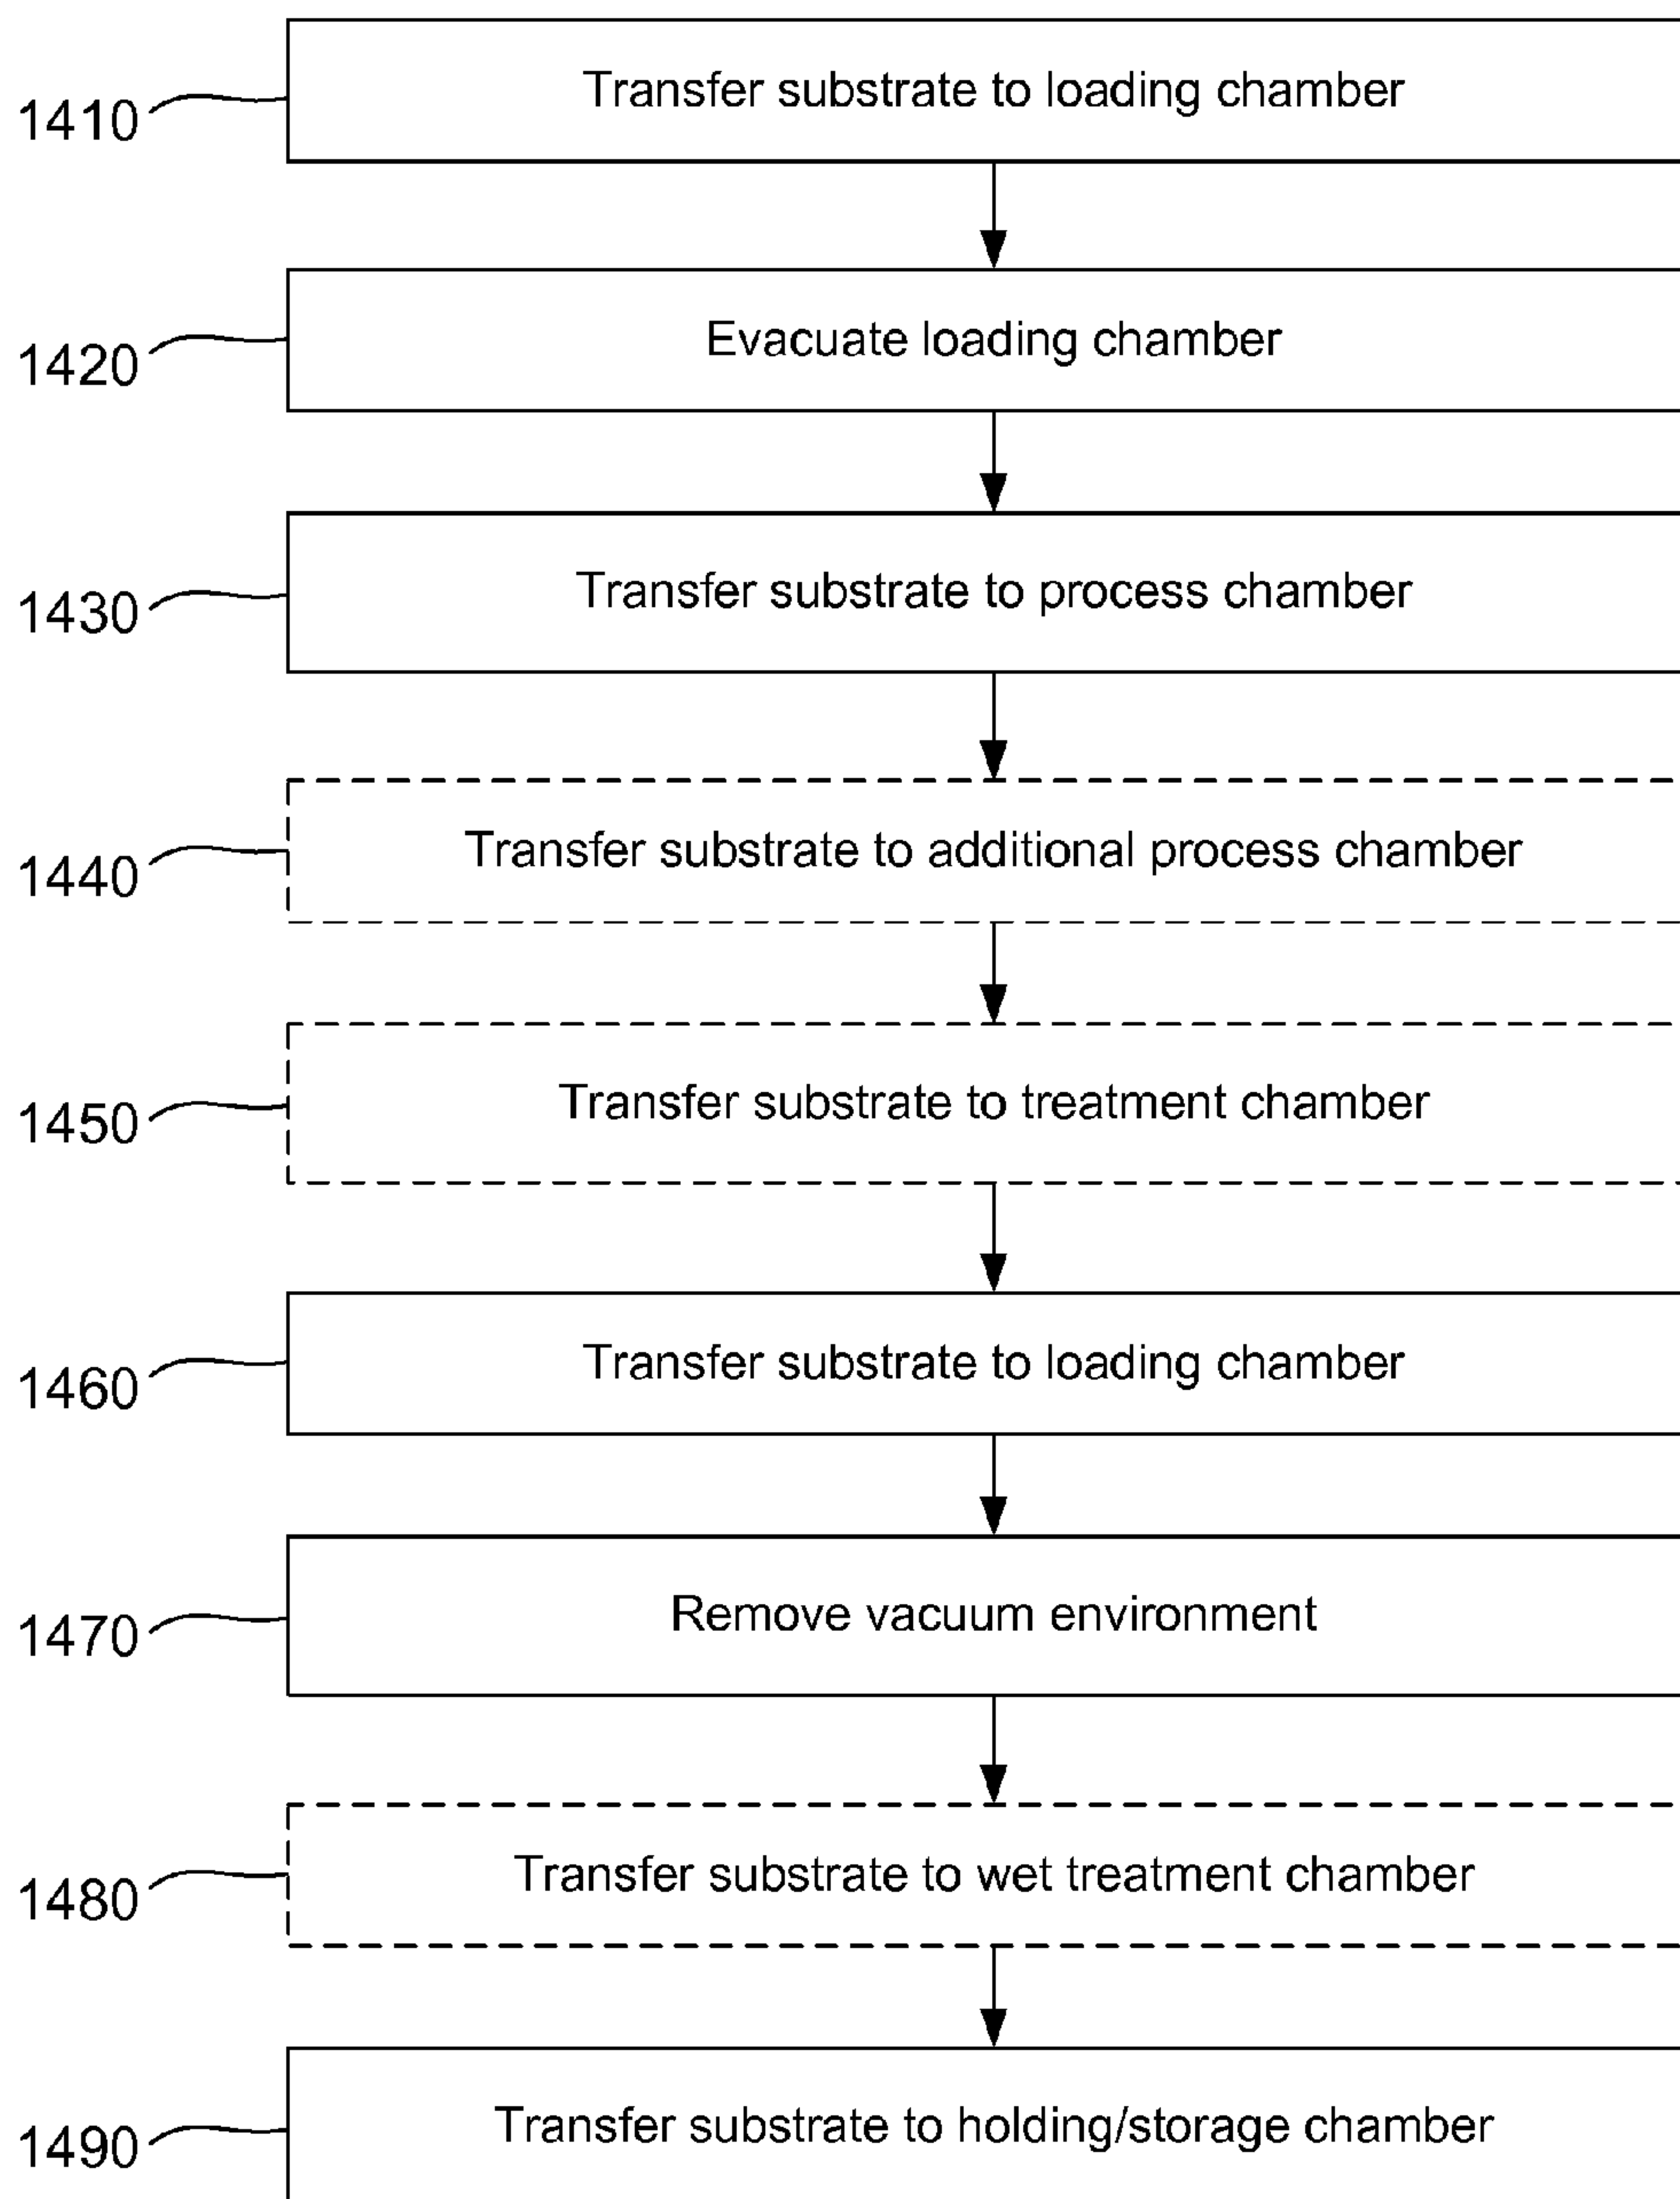 1410 Transfer substrate to loading chamber
1420 Evacuate loading chamber
1430 Transfer substrate to process chamber
1440 Transfer substrate to additional process chamber
1450 Transfer substrate to treatment chamber
1460 Transfer substrate to loading chamber
1470 Remove vacuum environment
1480 Transfer substrate to wet treatment chamber
1490 Transfer substrate to holding/storage chamber